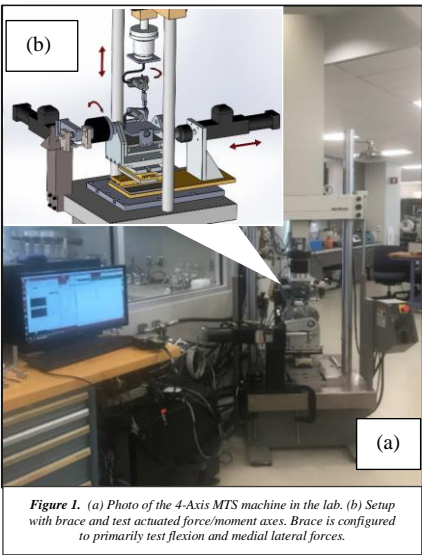 (b)
(a)
Figure 1. (a) Photo of the 4-Axis MTS machine in the lab. (b) Setup
with brace and test actuated force/moment axes. Brace is configured
to primarily test flexion and medial lateral forces.